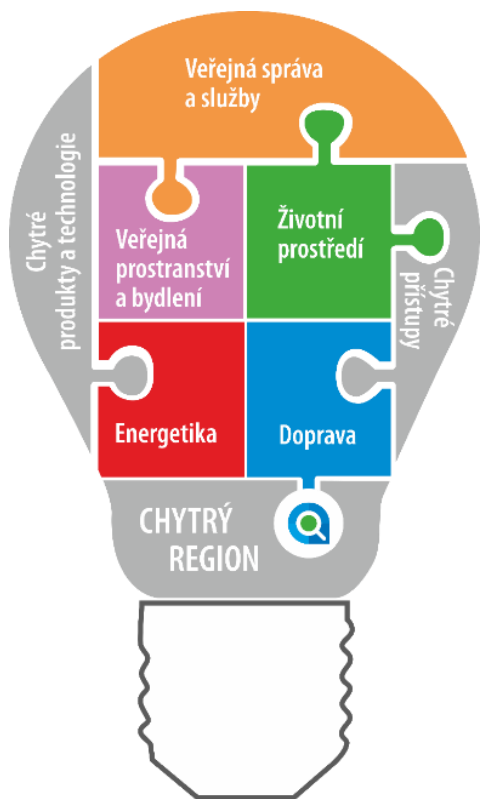 Veřejná správa
a služby
Chytré
produkty a technologie
Veřejná
prostranství
a bydlení
Životní
prostředí
Chytré
přístupy
Energetika
Doprava
CHYTRÝ
REGION